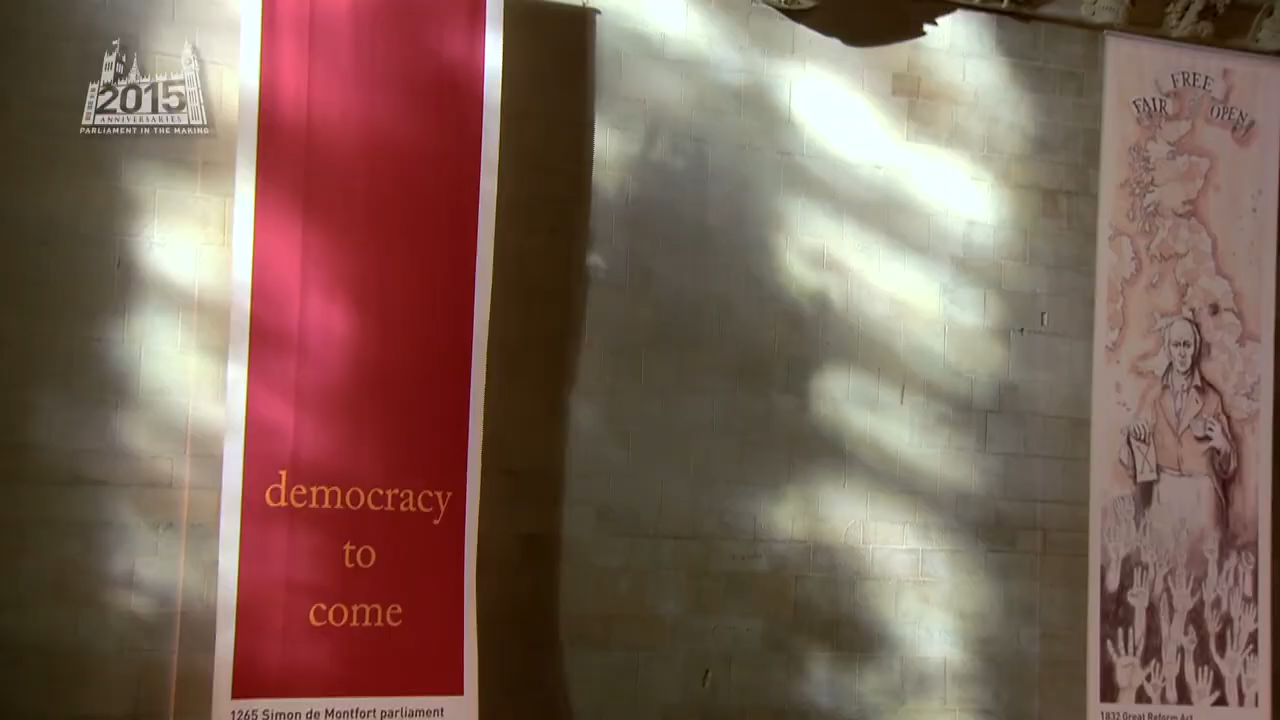 2015
ANNIVERSARIES
PARLIAMENT IN THE MAKING
democracy
to
come
1265 Simon de Montfort parliament
FREE
FAIR OPEN
1832 Great Reform Act